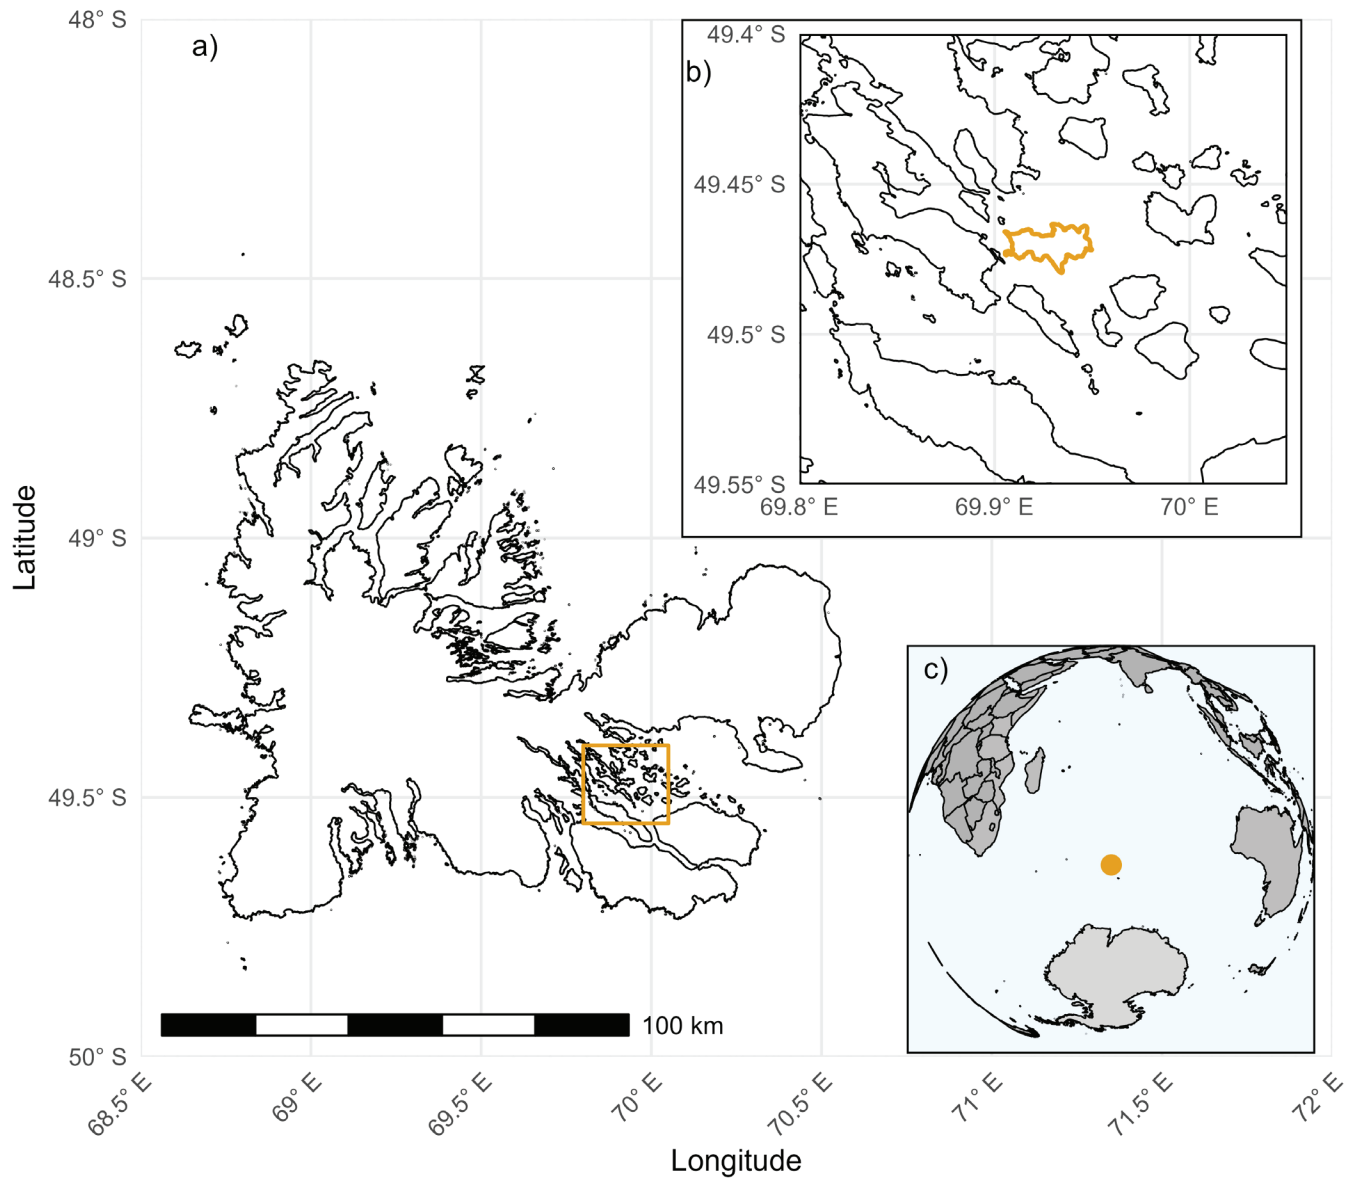 48° S
48.5° S
49° S
49.5° S
50° S
Latitude
a)
b)
49.4° S
49.45° S
49.5° S
49.55° S
69.8° E
69.9° E
70° E
c)
100 km
68.5° E
69° E
69.5° E
70° E
70.5° E
71° E
71.5° E
72° E
Longitude